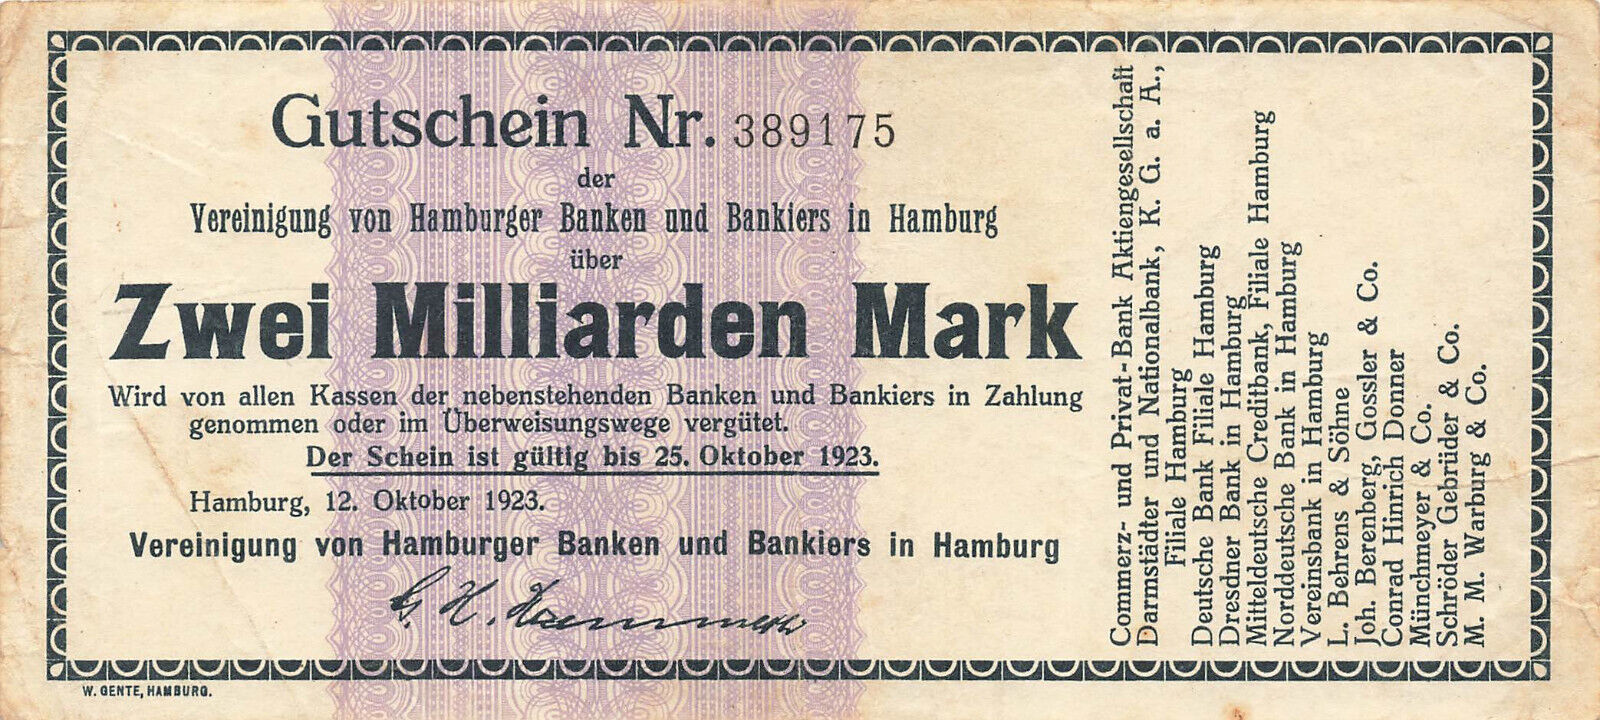 Gutschein Nr. 389175
der
Vereinigung von Hamburger Banken und Bankiers in Hamburg
über
Zwei Milliarden Mark
Wird von allen Kassen der nebenstehenden Banken und Bankiers in Zahlung
genommen oder im Überweisungswege vergütet.
Der Schein ist gültig bis 25. Oktober 1923.
Hamburg, 12. Oktober 1923.
Vereinigung von Hamburger Banken und Bankiers in Hamburg
W. GENTE, HAMBURG.
Commerz- und Privat-Bank Aktiengesellschaft
Darmstädter und Nationalbank, K. G. a. A.,
Filiale Hamburg
Deutsche Bank Filiale Hamburg
Dresdner Bank in Hamburg
Mitteldeutsche Creditbank, Filiale Hamburg
Norddeutsche Bank in Hamburg
Vereinsbank in Hamburg
L. Behrens & Söhne
Joh. Berenberg, Gossler & Co.
Conrad Hinrich Donner
Münchmeyer & Co.
Schröder Gebrüder & Co.
M. M. Warburg & Co.